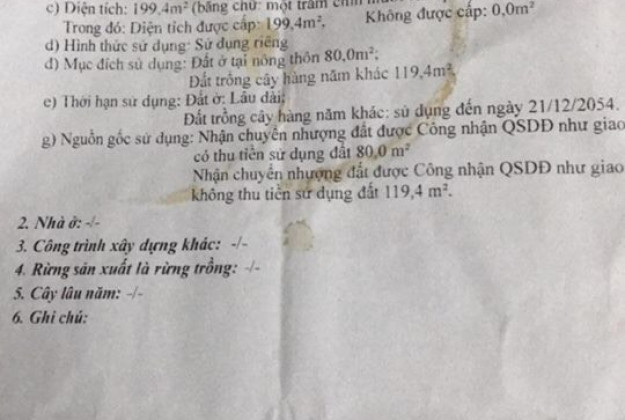 c) Diện tích: 199,4m² (bằng chữ: một trăm chín
Trong đó: Diện tích được cấp: 199,4m², Không được cấp: 0,0m²
d) Hình thức sử dụng: Sử dụng riêng
đ) Mục đích sử dụng: Đất ở tại nông thôn 80,0m²;
Đất trồng cây hàng năm khác 119,4m².
e) Thời hạn sử dụng: Đất ở: Lâu dài;
Đất trồng cây hàng năm khác: sử dụng đến ngày 21/12/2054.
g) Nguồn gốc sử dụng: Nhận chuyển nhượng đất được Công nhận QSDĐ như giao
có thu tiền sử dụng đất 80,0 m²
Nhận chuyển nhượng đất được Công nhận QSDĐ như giao
không thu tiền sử dụng đất 119,4 m².
2. Nhà ở: -/-
3. Công trình xây dựng khác: -/-
4. Rừng sản xuất là rừng trồng: -/-
5. Cây lâu năm: -/-
6. Ghi chú: